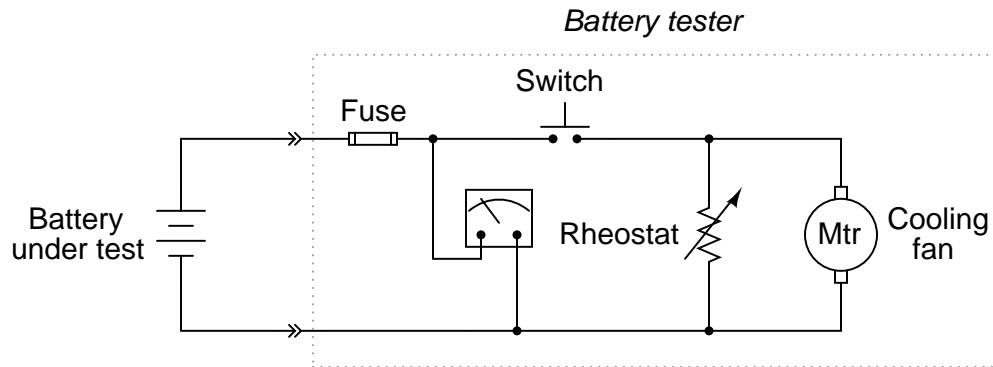 Battery tester
Switch
Fuse
Battery
under test
Rheostat
Mtr
Cooling
fan